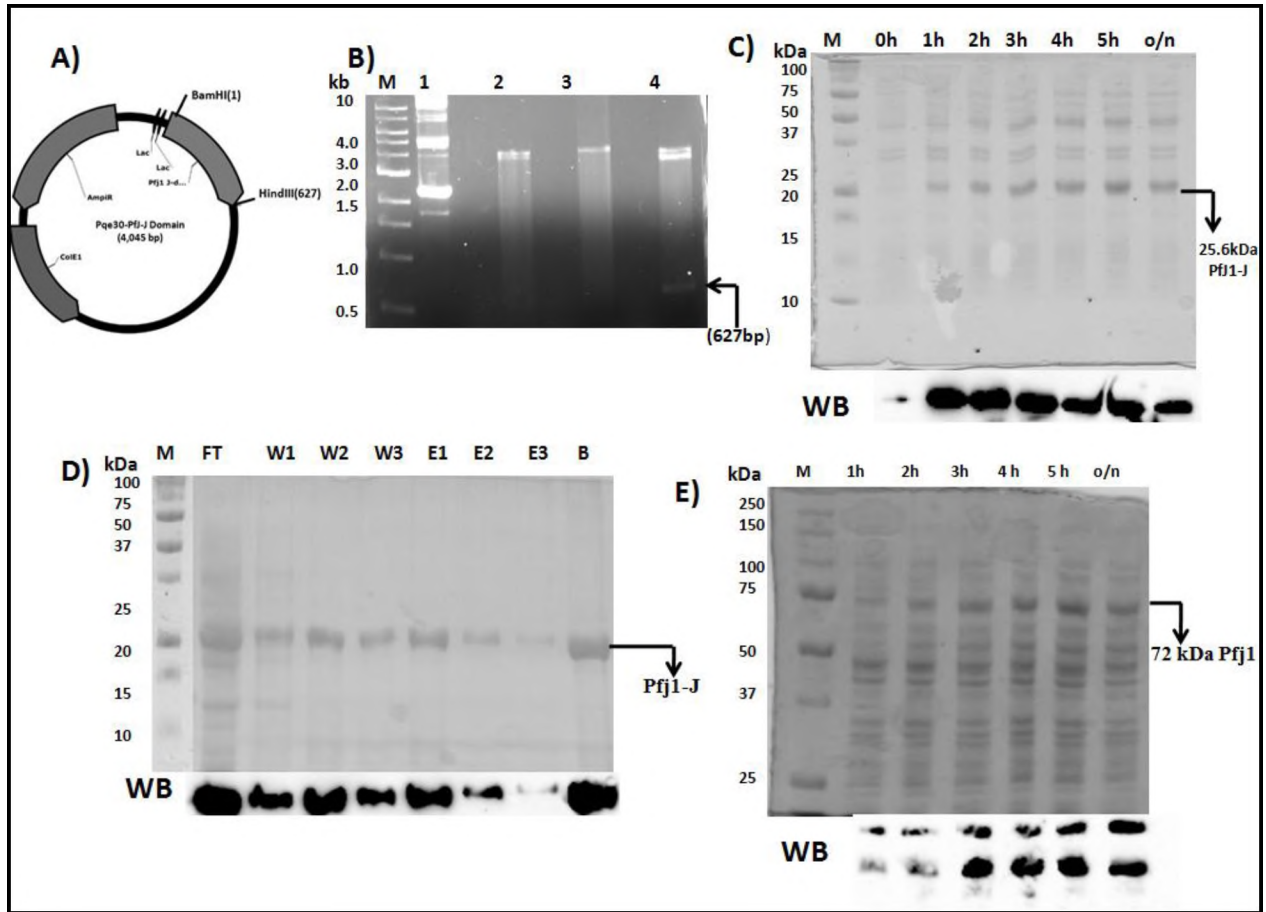 A)
BamHI(1)
Lac
Lac
Pfj1 J-d...
HindIII(627)
AmpiR
Pqe30-PfJ-J Domain
(4,045 bp)
ColE1
B)
kb M 1 2 3 4
10
4.0
3.0
2.0
1.5
1.0
0.5
(627bp)
C)
kDa M 0h 1h 2h 3h 4h 5h o/n
100
75
50
37
25
20
15
10
25.6kDa
PfJ1-J
WB
D)
kDa M FT W1 W2 W3 E1 E2 E3 B
100
75
50
37
25
20
15
10
Pfj1-J
WB
E)
kDa M 1h 2h 3h 4 h 5 h o/n
250
150
100
75
50
37
25
72 kDa Pfj1
WB